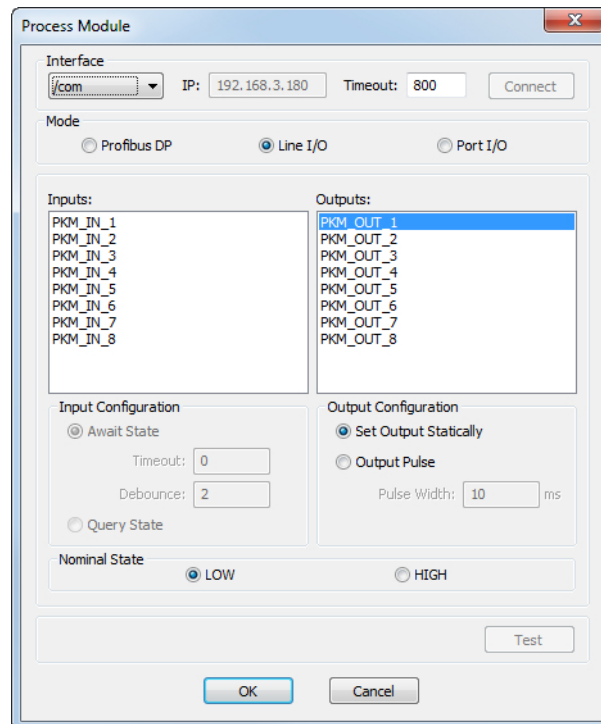 Process Module
Interface
/com IP: 192.168.3.180 Timeout: 800 Connect
Mode
Profibus DP Line I/O Port I/O
Inputs: Outputs:
PKM_IN_1 PKM_OUT_1
PKM_IN_2 PKM_OUT_2
PKM_IN_3 PKM_OUT_3
PKM_IN_4 PKM_OUT_4
PKM_IN_5 PKM_OUT_5
PKM_IN_6 PKM_OUT_6
PKM_IN_7 PKM_OUT_7
PKM_IN_8 PKM_OUT_8
Input Configuration Output Configuration
Await State Set Output Statically
Timeout: 0 Output Pulse
Debounce: 2 Pulse Width: 10 ms
Query State
Nominal State
LOW HIGH
Test
OK Cancel